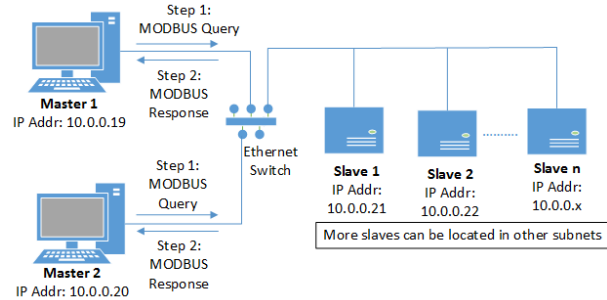 Step 1:
MODBUS Query
Step 2:
MODBUS
Response
Master 1
IP Addr: 10.0.0.19
Ethernet
Switch
Step 1:
MODBUS
Query
Step 2:
MODBUS
Response
Master 2
IP Addr: 10.0.0.20
Slave 1
IP Addr:
10.0.0.21
Slave 2
IP Addr:
10.0.0.22
Slave n
IP Addr:
10.0.0.x
More slaves can be located in other subnets